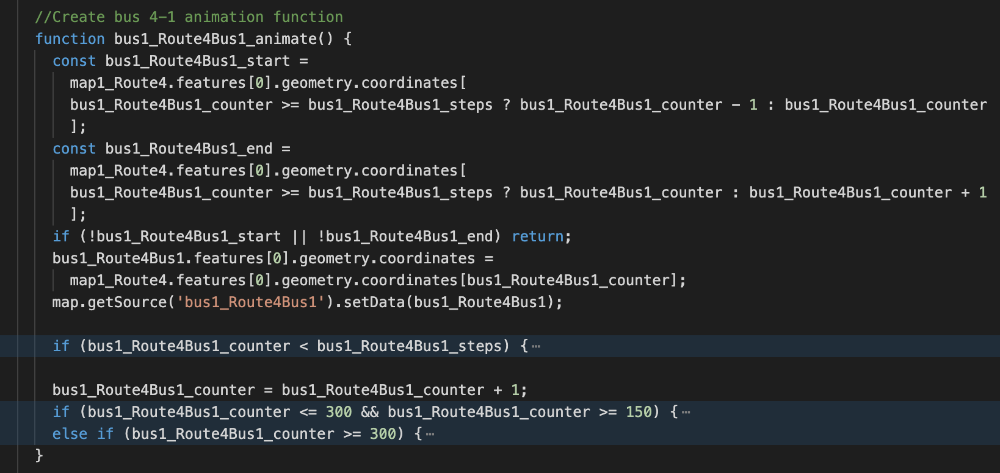 //Create bus 4-1 animation function
function bus1_Route4Bus1_animate() {
const bus1_Route4Bus1_start =
map1_Route4.features[0].geometry.coordinates[
bus1_Route4Bus1_counter >= bus1_Route4Bus1_steps ? bus1_Route4Bus1_counter - 1 : bus1_Route4Bus1_counter
];
const bus1_Route4Bus1_end =
map1_Route4.features[0].geometry.coordinates[
bus1_Route4Bus1_counter >= bus1_Route4Bus1_steps ? bus1_Route4Bus1_counter : bus1_Route4Bus1_counter + 1
];
if (!bus1_Route4Bus1_start || !bus1_Route4Bus1_end) return;
bus1_Route4Bus1.features[0].geometry.coordinates =
map1_Route4.features[0].geometry.coordinates[bus1_Route4Bus1_counter];
map.getSource('bus1_Route4Bus1').setData(bus1_Route4Bus1);
if (bus1_Route4Bus1_counter < bus1_Route4Bus1_steps) {⋯
bus1_Route4Bus1_counter = bus1_Route4Bus1_counter + 1;
if (bus1_Route4Bus1_counter <= 300 && bus1_Route4Bus1_counter >= 150) {⋯
else if (bus1_Route4Bus1_counter >= 300) {⋯
}